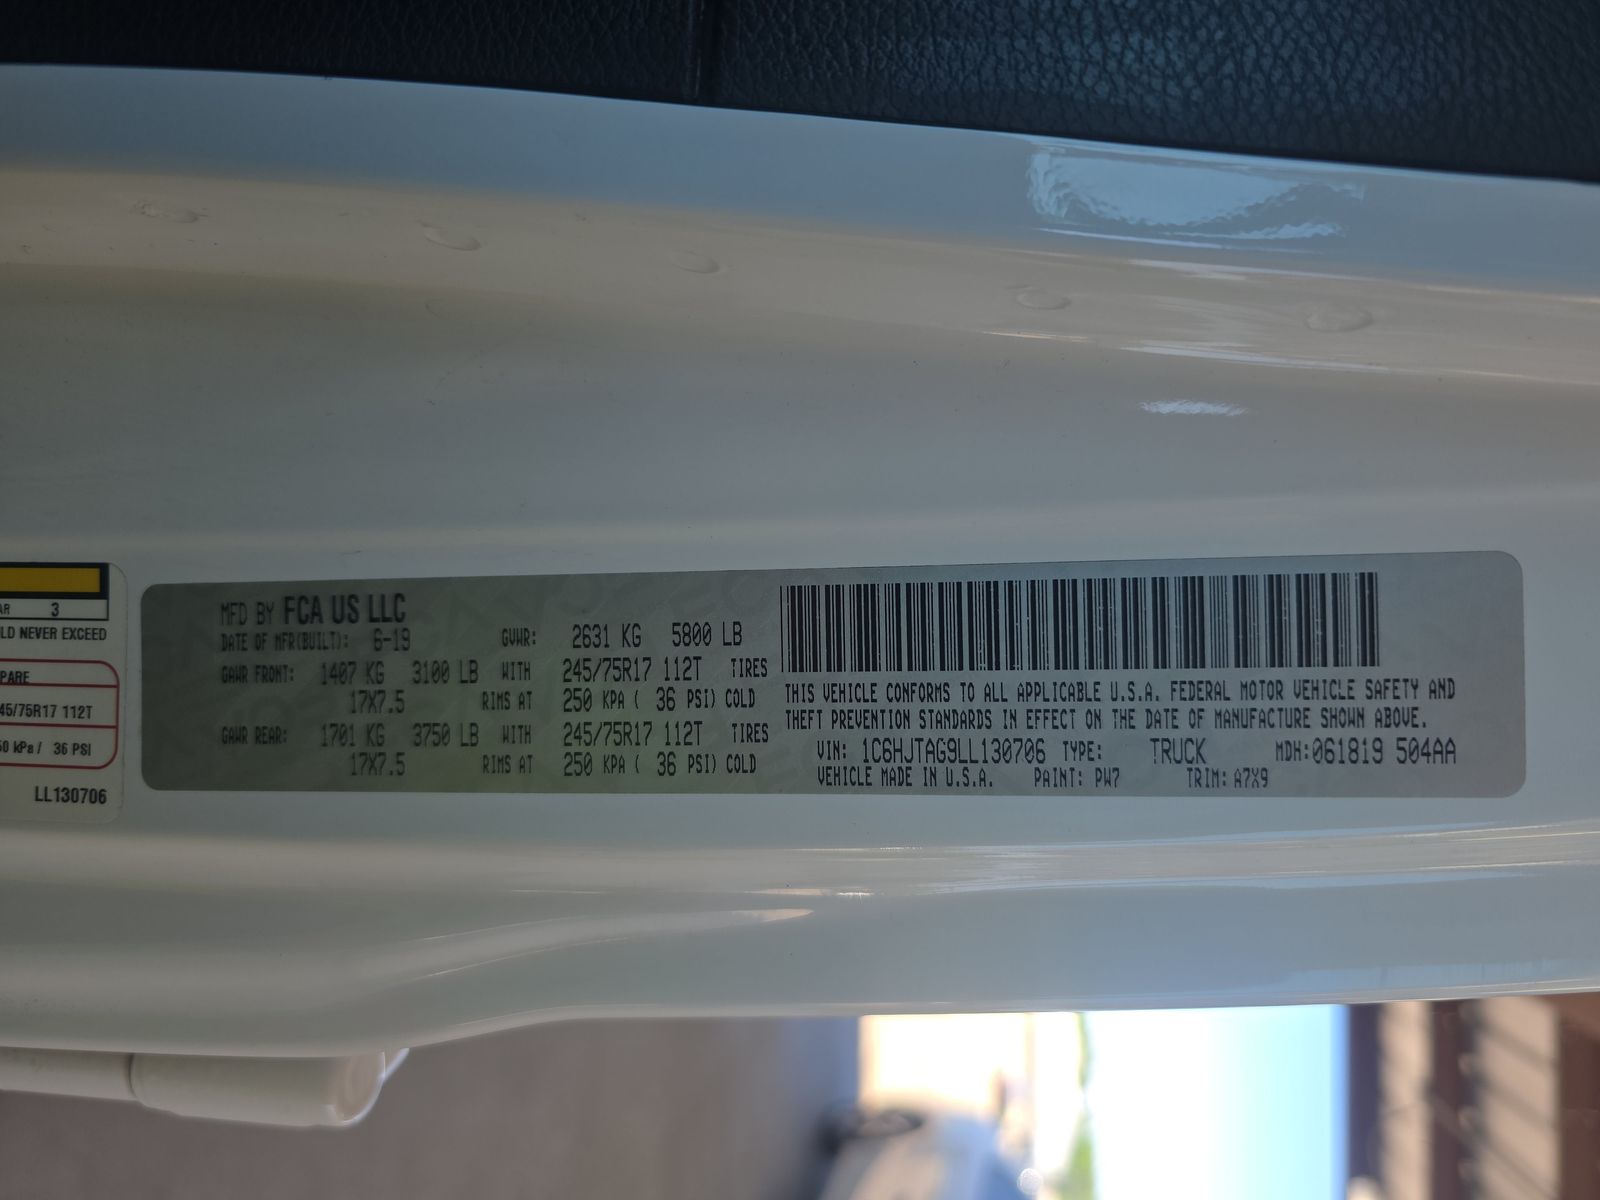 AR 3
LD NEVER EXCEED
PARE
45/75R17 112T
50 kPa / 36 PSI
LL130706
MFD BY FCA US LLC
DATE OF MFR(BUILT): 6-19 GVWR: 2631 KG 5800 LB
GAWR FRONT: 1407 KG 3100 LB WITH 245/75R17 112T TIRES
17X7.5 RIMS AT 250 KPA ( 36 PSI) COLD
GAWR REAR: 1701 KG 3750 LB WITH 245/75R17 112T TIRES
17X7.5 RIMS AT 250 KPA ( 36 PSI) COLD
THIS VEHICLE CONFORMS TO ALL APPLICABLE U.S.A. FEDERAL MOTOR VEHICLE SAFETY AND
THEFT PREVENTION STANDARDS IN EFFECT ON THE DATE OF MANUFACTURE SHOWN ABOVE.
VIN: 1C6HJTAG9LL130706 TYPE: TRUCK MDH: 061819 504AA
VEHICLE MADE IN U.S.A. PAINT: PW7 TRIM: A7X9